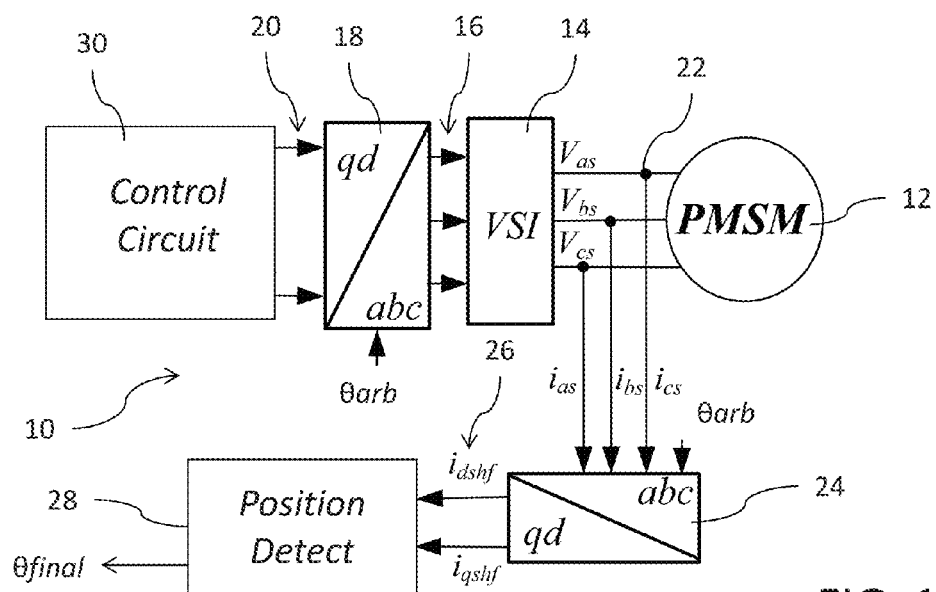 30
20
18
16
14
22
12
Control
Circuit
qd
abc
VSI
Vas
Vbs
Vcs
PMSM
θarb
26
10
ias
ibs
ics
θarb
idshf
iqshf
abc
qd
24
28
Position
Detect
θfinal